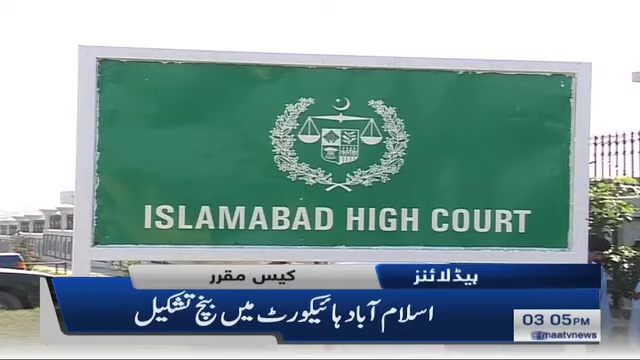 ISLAMABAD HIGH COURT
ہیڈلائنز
کیس مقرر
اسلام آباد ہائیکورٹ میں بنچ تشکیل
03 05PM
@maatvnews